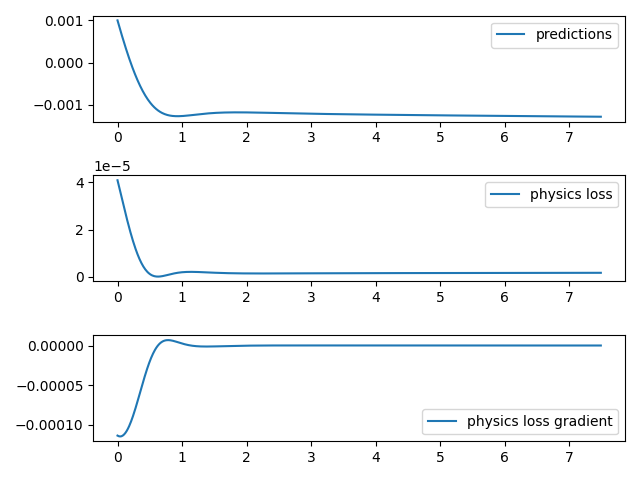 0.001
0.000
−0.001
predictions
0 1 2 3 4 5 6 7
1e−5
4
2
0
physics loss
0 1 2 3 4 5 6 7
0.00000
−0.00005
−0.00010
physics loss gradient
0 1 2 3 4 5 6 7